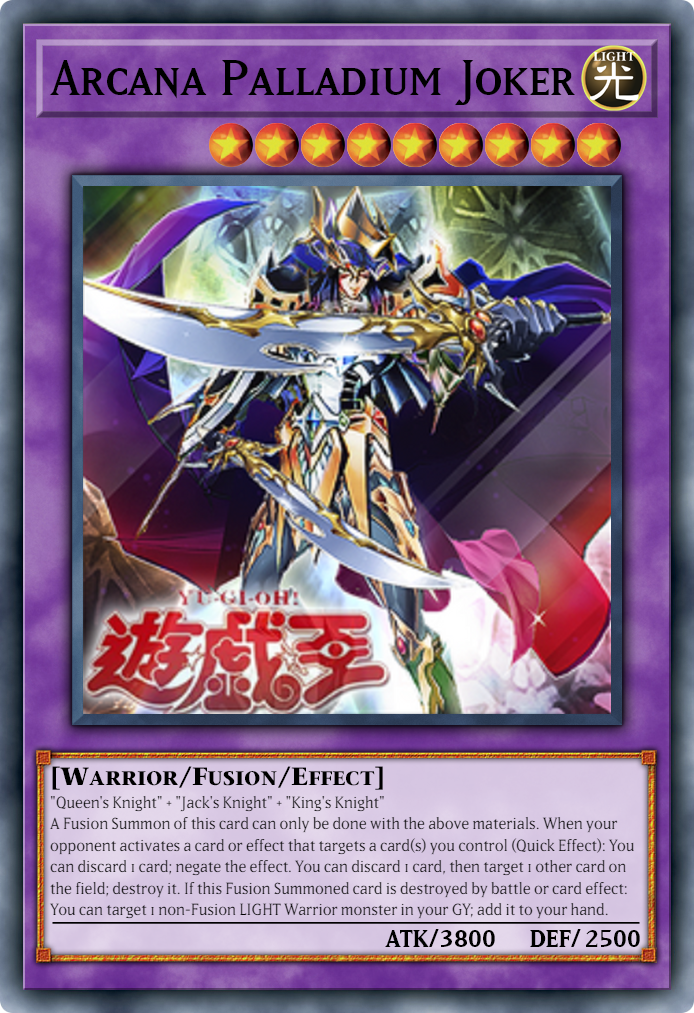 ARCANA PALLADIUM JOKER
LIGHT
光
YU-GI-OH!
遊☆戯☆王
[WARRIOR/FUSION/EFFECT]
"Queen's Knight" + "Jack's Knight" + "King's Knight"
A Fusion Summon of this card can only be done with the above materials. When your
opponent activates a card or effect that targets a card(s) you control (Quick Effect): You
can discard 1 card; negate the effect. You can discard 1 card, then target 1 other card on
the field; destroy it. If this Fusion Summoned card is destroyed by battle or card effect:
You can target 1 non-Fusion LIGHT Warrior monster in your GY; add it to your hand.
ATK/3800 DEF/ 2500